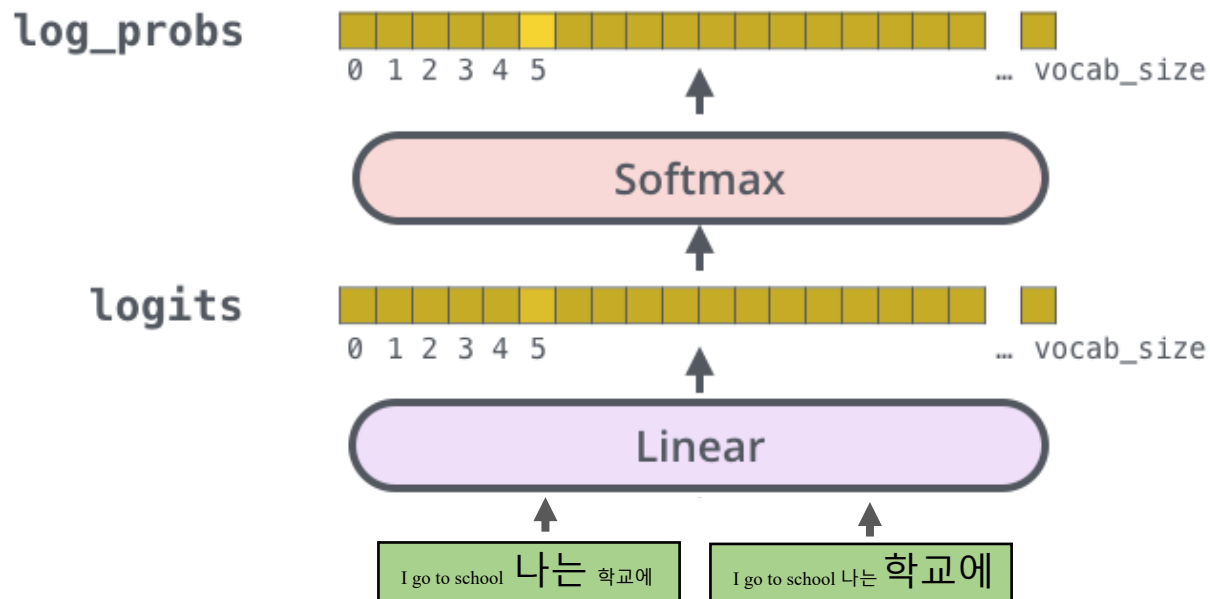 log_probs
0 1 2 3 4 5 … vocab_size
Softmax
logits
0 1 2 3 4 5 … vocab_size
Linear
I go to school 나는 학교에
I go to school 나는 학교에